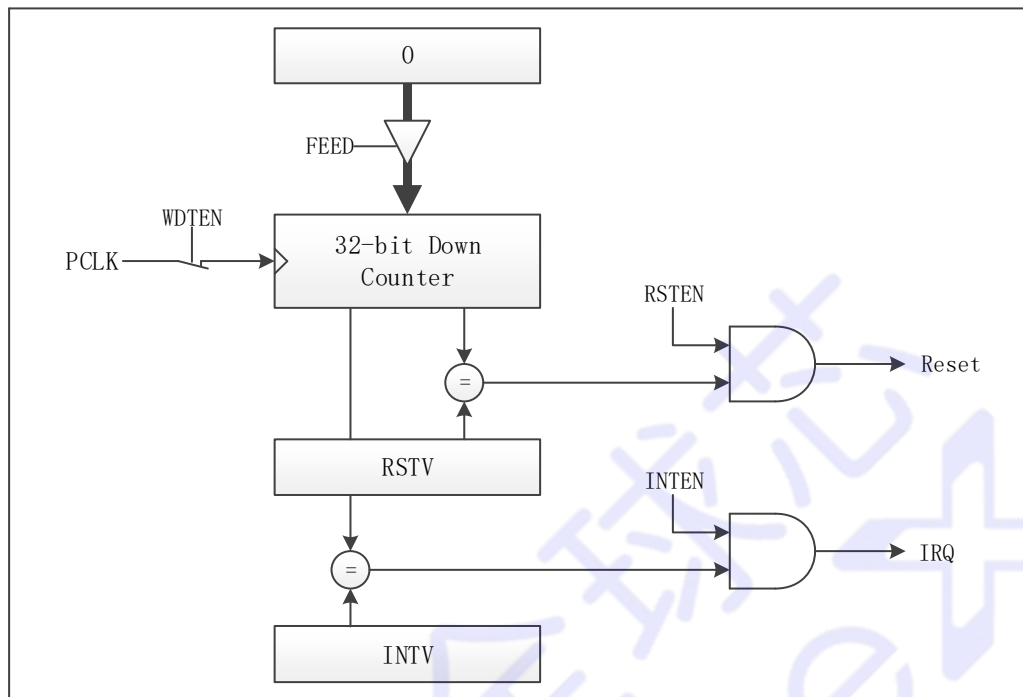 0
FEED
WDTEN
PCLK
32-bit Down
Counter
RSTEN
=
Reset
RSTV
INTEN
=
IRQ
INTV